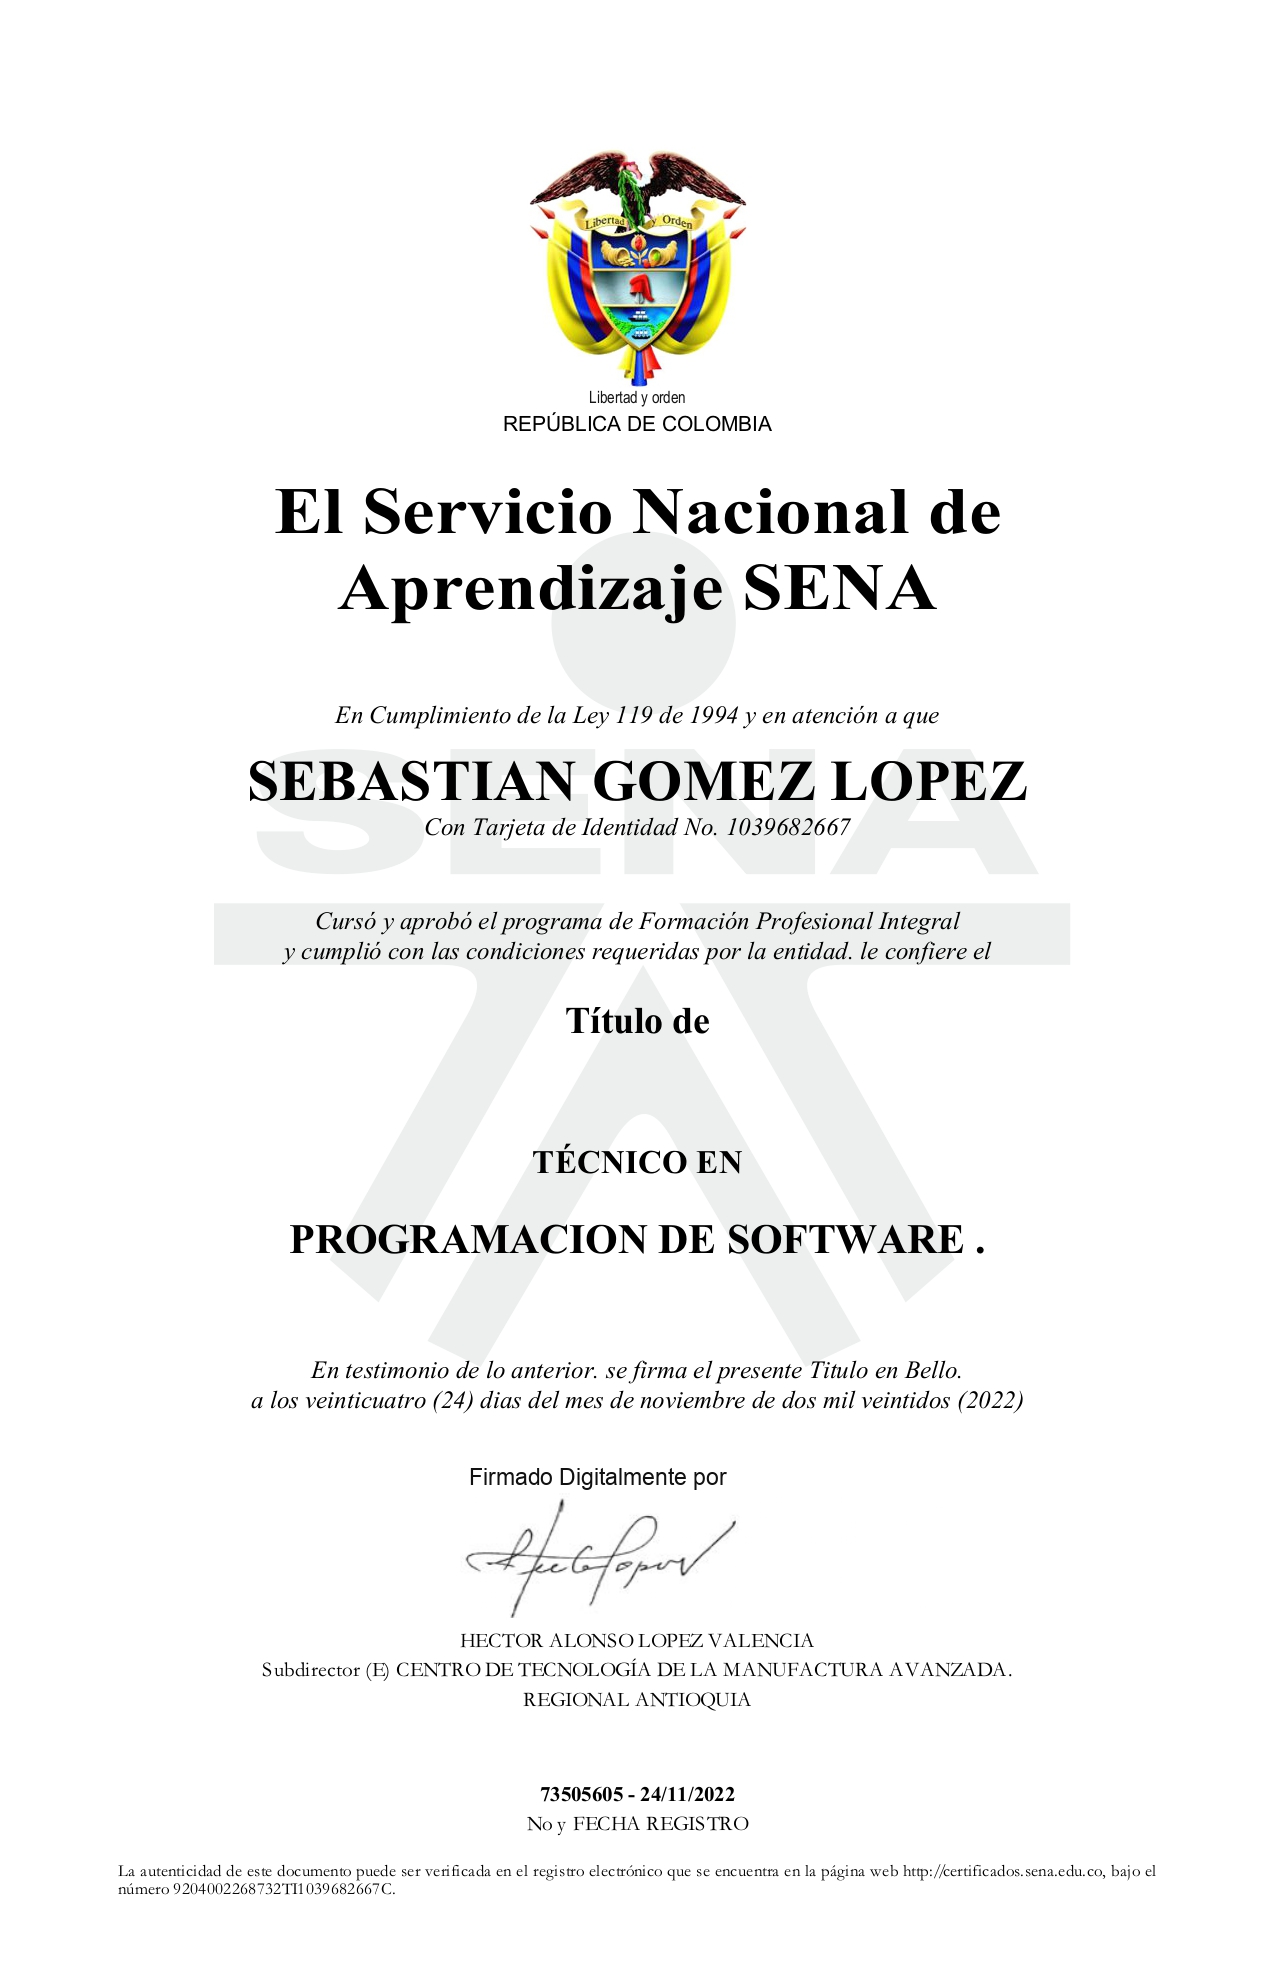 Libertad y Orden
Libertad y orden
REPÚBLICA DE COLOMBIA
El Servicio Nacional de
Aprendizaje SENA
En Cumplimiento de la Ley 119 de 1994 y en atención a que
SENA
SEBASTIAN GOMEZ LOPEZ
Con Tarjeta de Identidad No. 1039682667
Cursó y aprobó el programa de Formación Profesional Integral
y cumplió con las condiciones requeridas por la entidad. le confiere el
Título de
TÉCNICO EN
PROGRAMACION DE SOFTWARE .
En testimonio de lo anterior. se firma el presente Titulo en Bello.
a los veinticuatro (24) dias del mes de noviembre de dos mil veintidos (2022)
Firmado Digitalmente por
HECTOR ALONSO LOPEZ VALENCIA
Subdirector (E) CENTRO DE TECNOLOGÍA DE LA MANUFACTURA AVANZADA.
REGIONAL ANTIOQUIA
73505605 - 24/11/2022
No y FECHA REGISTRO
La autenticidad de este documento puede ser verificada en el registro electrónico que se encuentra en la página web http://certificados.sena.edu.co, bajo el
número 9204002268732TI1039682667C.